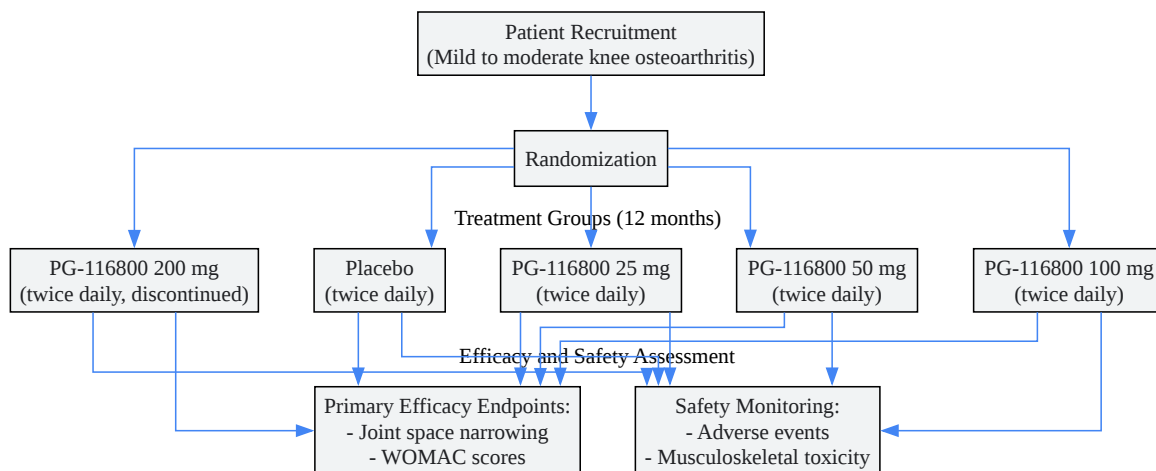 Patient Recruitment
(Mild to moderate knee osteoarthritis)
Randomization
Treatment Groups (12 months)
PG-116800 200 mg
(twice daily, discontinued)
Placebo
(twice daily)
PG-116800 25 mg
(twice daily)
PG-116800 50 mg
(twice daily)
PG-116800 100 mg
(twice daily)
Efficacy and Safety Assessment
Primary Efficacy Endpoints:
- Joint space narrowing
- WOMAC scores
Safety Monitoring:
- Adverse events
- Musculoskeletal toxicity